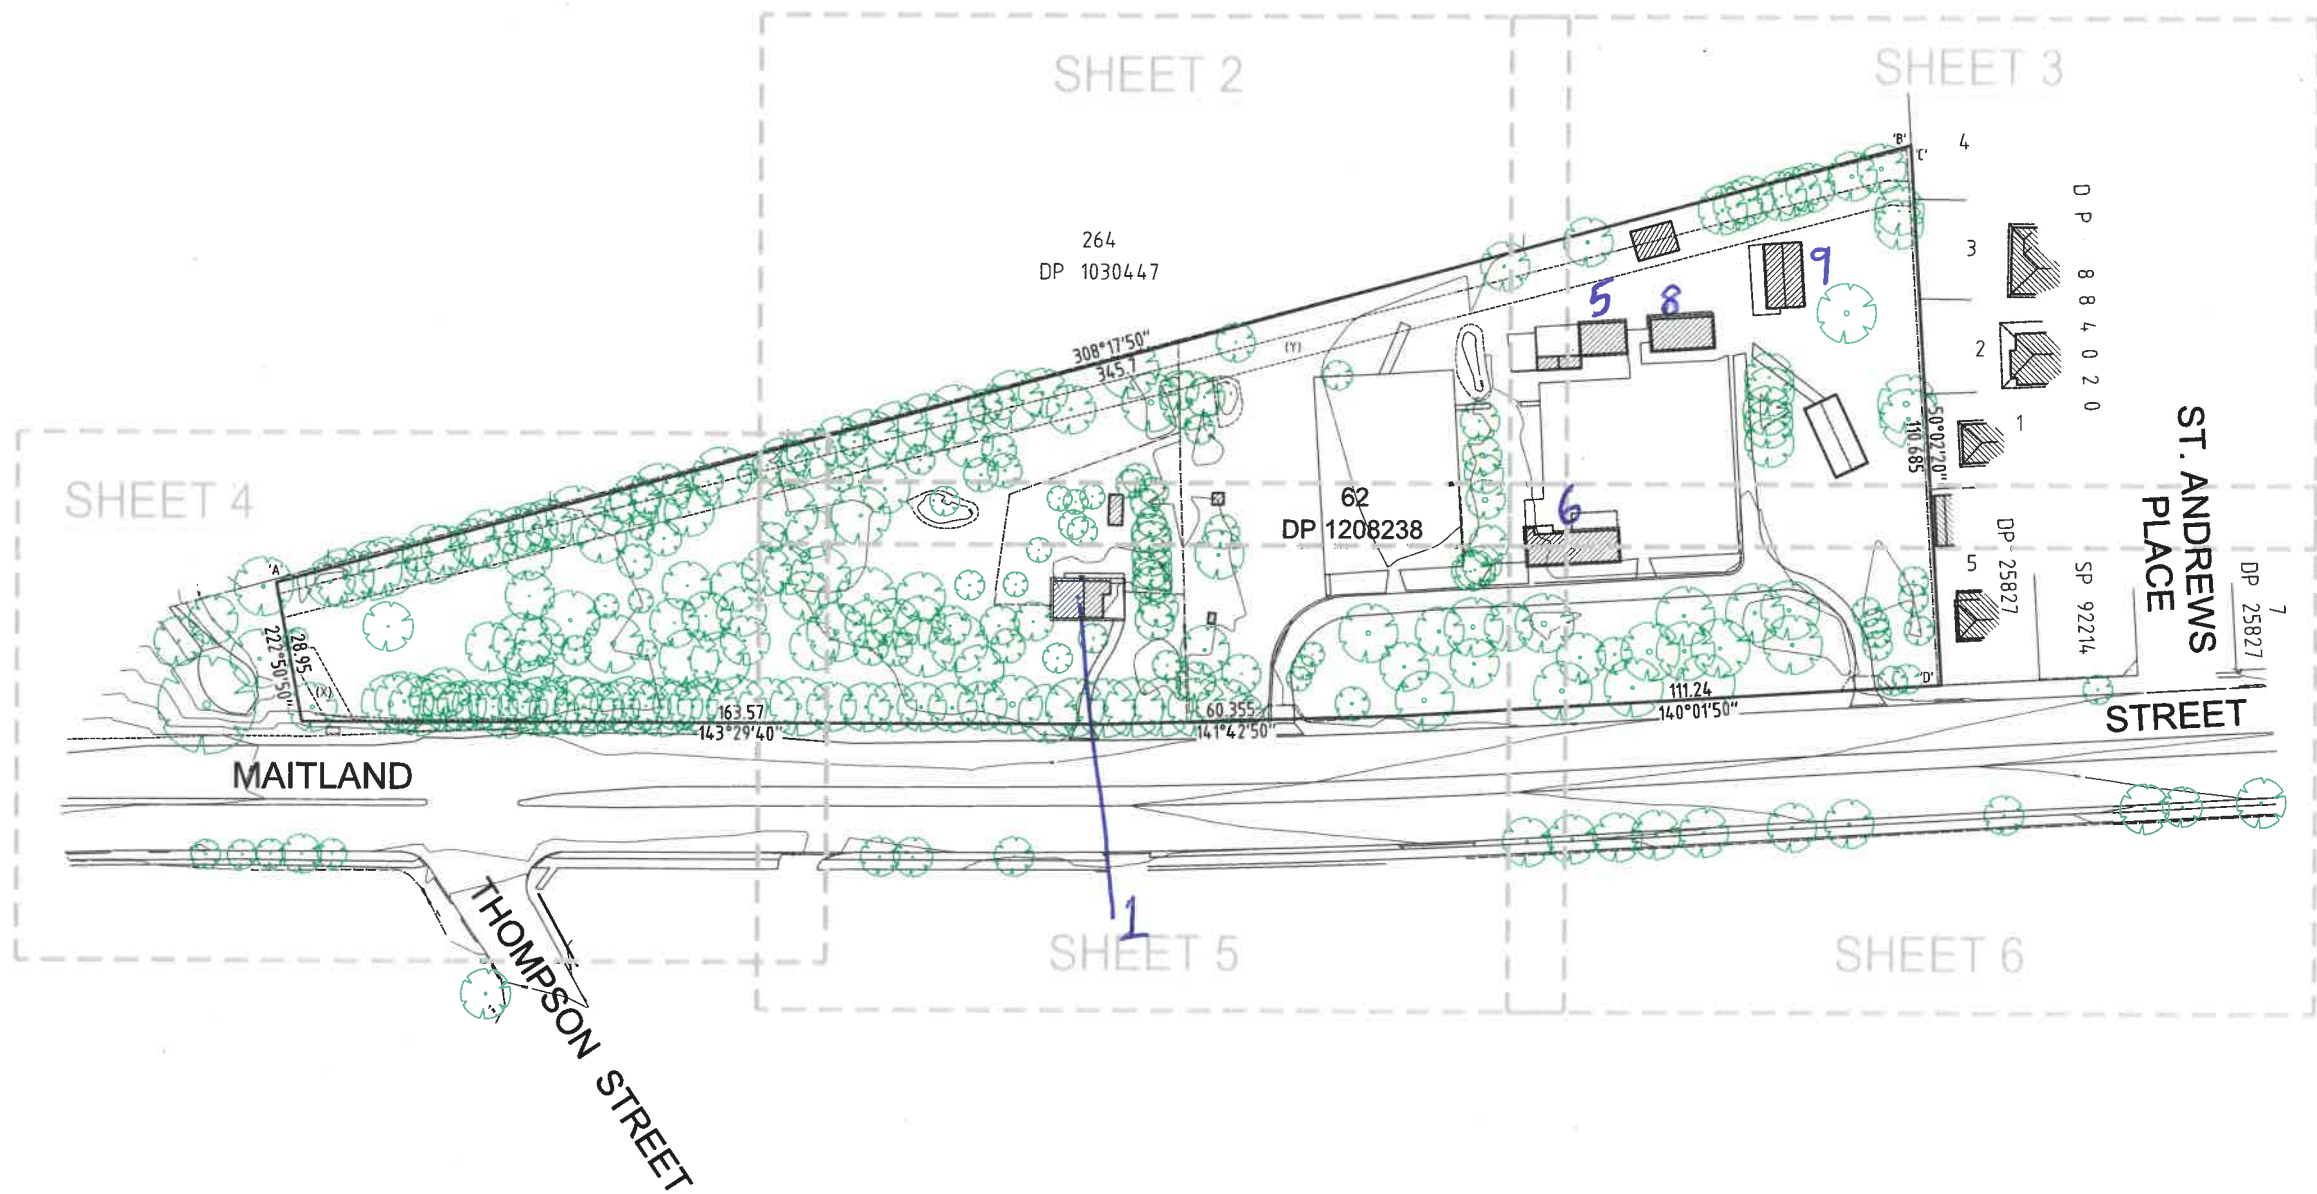 SHEET 2
SHEET 3
'B'
'C'
4
264
DP 1030447
3
DP 884020
9
5
8
308°17'50"
345.7
(Y)
2
1
50°02'20"
110.685
SHEET 4
62
DP 1208238
6
ST. ANDREWS
PLACE
'A'
5
DP 25827
SP 92214
7
DP 25827
222°50'50"
28.95
(X)
'D'
163.57
143°29'40"
60.355
141°42'50"
111.24
140°01'50"
STREET
MAITLAND
1
THOMPSON STREET
SHEET 5
SHEET 6